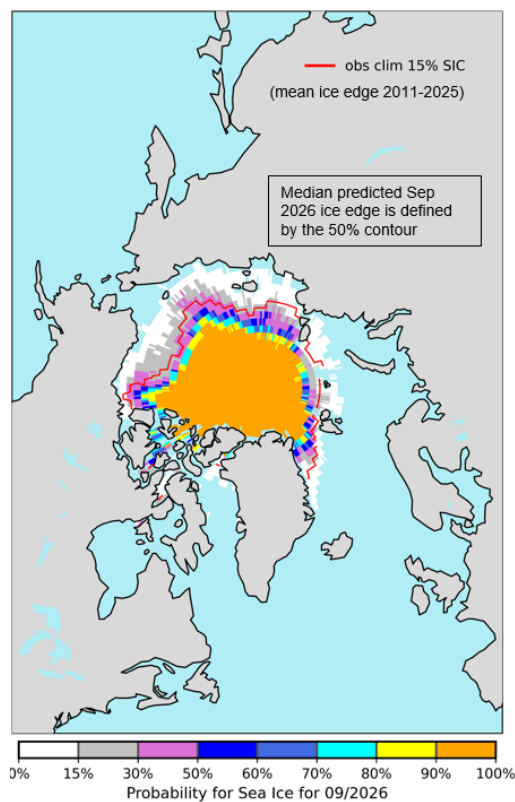 obs clim 15% SIC
(mean ice edge 2011-2025)
Median predicted Sep
2026 ice edge is defined
by the 50% contour
0% 15% 30% 50% 60% 70% 80% 90% 100%
Probability for Sea Ice for 09/2026